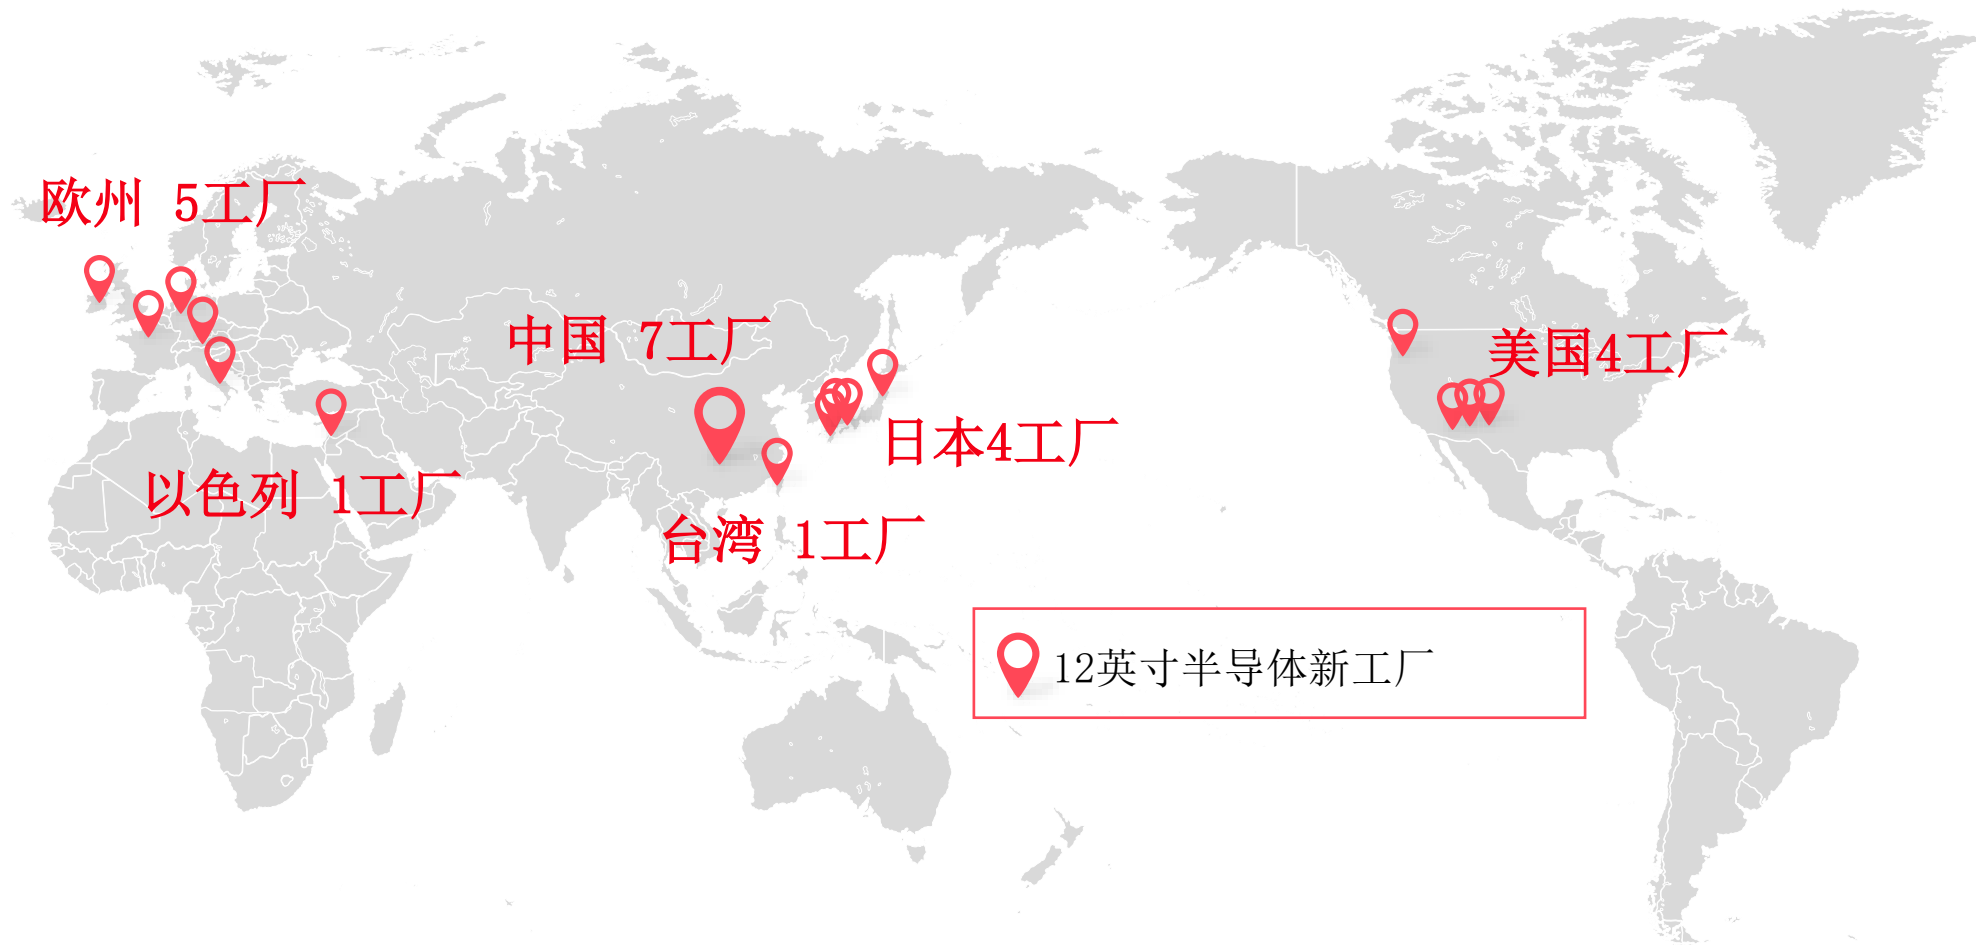 欧州 5工厂
中国 7工厂
美国4工厂
日本4工厂
以色列 1工厂
台湾 1工厂
12英寸半导体新工厂